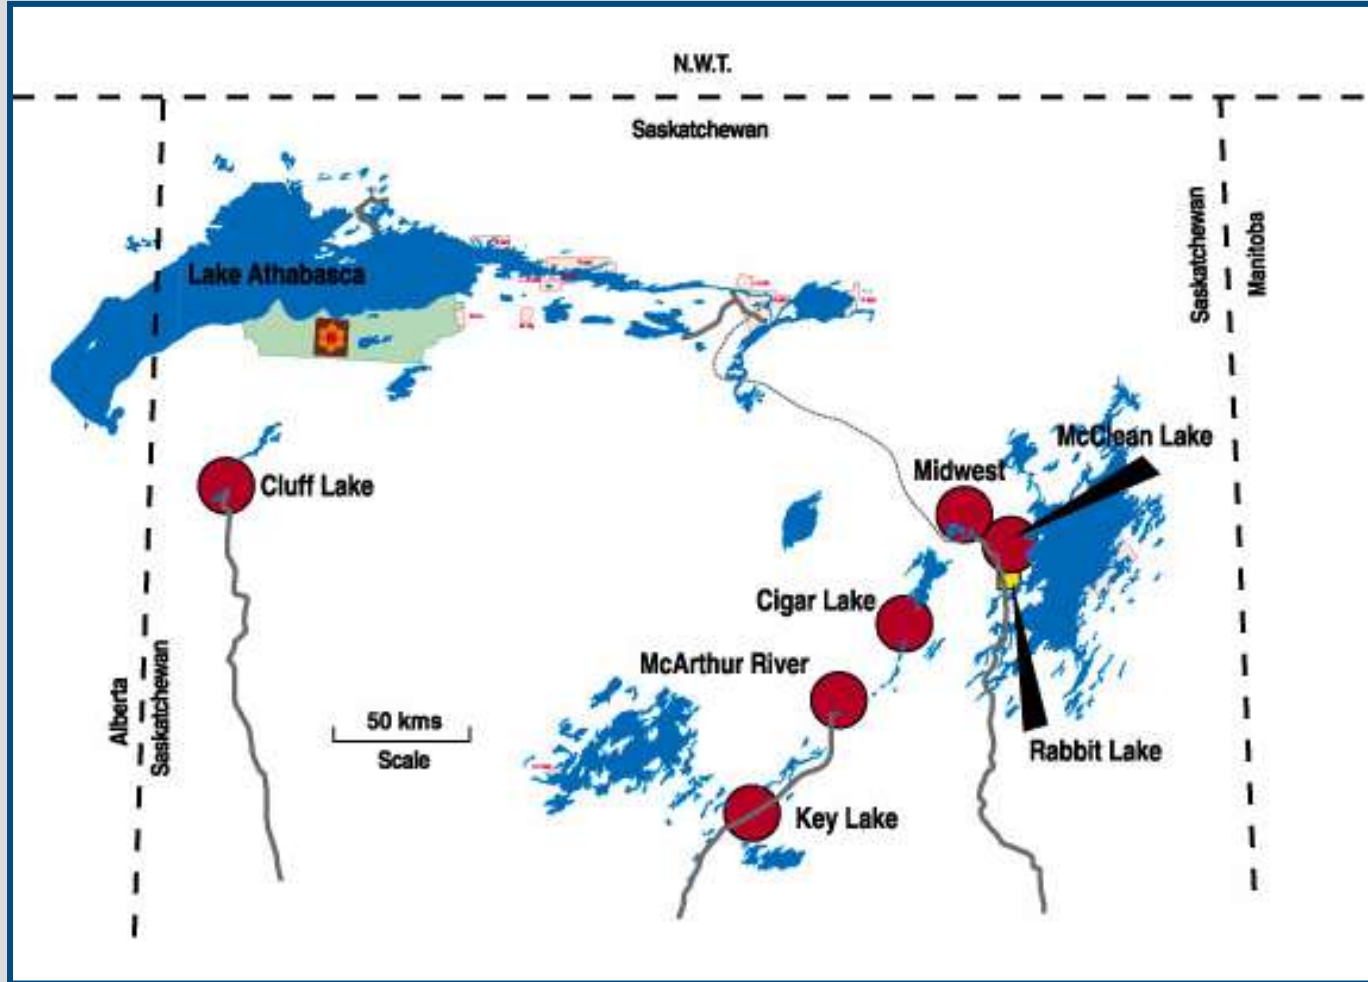 N.W.T.
Saskatchewan
Saskatchewan
Manitoba
Lake Athabasca
McClean Lake
Midwest
Cluff Lake
Cigar Lake
McArthur River
Alberta
Saskatchewan
50 kms
Scale
Rabbit Lake
Key Lake